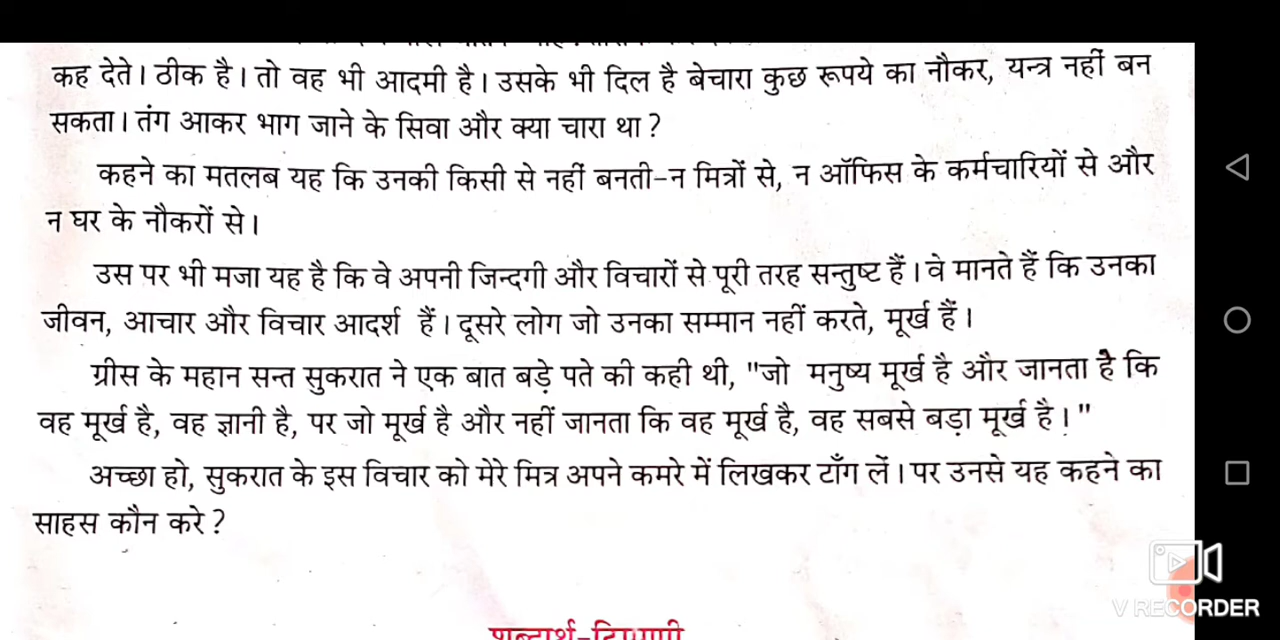 कह देते। ठीक है। तो वह भी आदमी है। उसके भी दिल है बेचारा कुछ रूपये का नौकर, यन्त्र नहीं बन
सकता। तंग आकर भाग जाने के सिवा और क्या चारा था ?
कहने का मतलब यह कि उनकी किसी से नहीं बनती-न मित्रों से, न ऑफिस के कर्मचारियों से और
न घर के नौकरों से।
उस पर भी मजा यह है कि वे अपनी जिन्दगी और विचारों से पूरी तरह सन्तुष्ट हैं। वे मानते हैं कि उनका
जीवन, आचार और विचार आदर्श हैं। दूसरे लोग जो उनका सम्मान नहीं करते, मूर्ख हैं।
ग्रीस के महान सन्त सुकरात ने एक बात बड़े पते की कही थी, "जो मनुष्य मूर्ख है और जानता है कि
वह मूर्ख है, वह ज्ञानी है, पर जो मूर्ख है और नहीं जानता कि वह मूर्ख है, वह सबसे बड़ा मूर्ख है।"
अच्छा हो, सुकरात के इस विचार को मेरे मित्र अपने कमरे में लिखकर टाँग लें। पर उनसे यह कहने का
साहस कौन करे ?
शब्दार्थ-टिप्पणी
V RECORDER